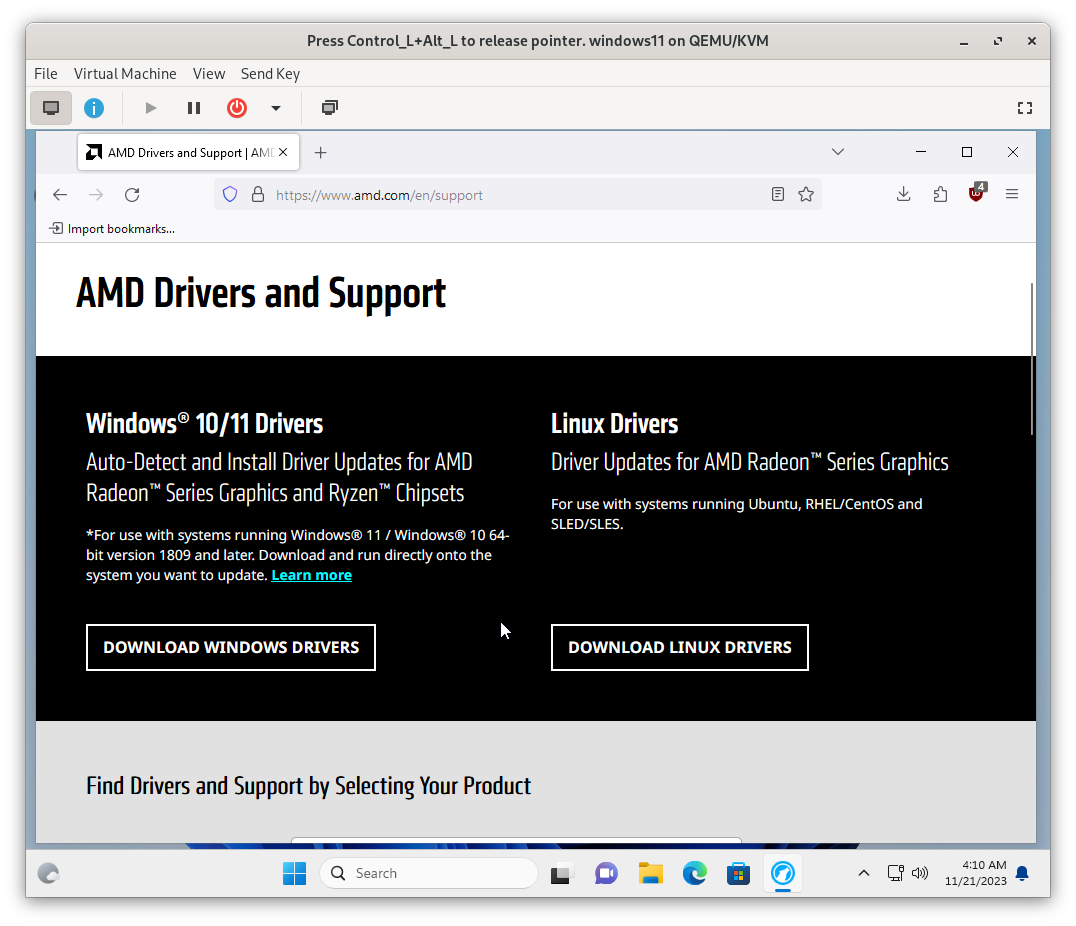 Press Control_L+Alt_L to release pointer. windows11 on QEMU/KVM
File Virtual Machine View Send Key
AMD Drivers and Support | AMD
https://www.amd.com/en/support
4
Import bookmarks...
AMD Drivers and Support
Windows® 10/11 Drivers
Auto-Detect and Install Driver Updates for AMD
Radeon™ Series Graphics and Ryzen™ Chipsets
*For use with systems running Windows® 11 / Windows® 10 64-
bit version 1809 and later. Download and run directly onto the
system you want to update. Learn more
DOWNLOAD WINDOWS DRIVERS
Linux Drivers
Driver Updates for AMD Radeon™ Series Graphics
For use with systems running Ubuntu, RHEL/CentOS and
SLED/SLES.
DOWNLOAD LINUX DRIVERS
Find Drivers and Support by Selecting Your Product
Search
4:10 AM
11/21/2023